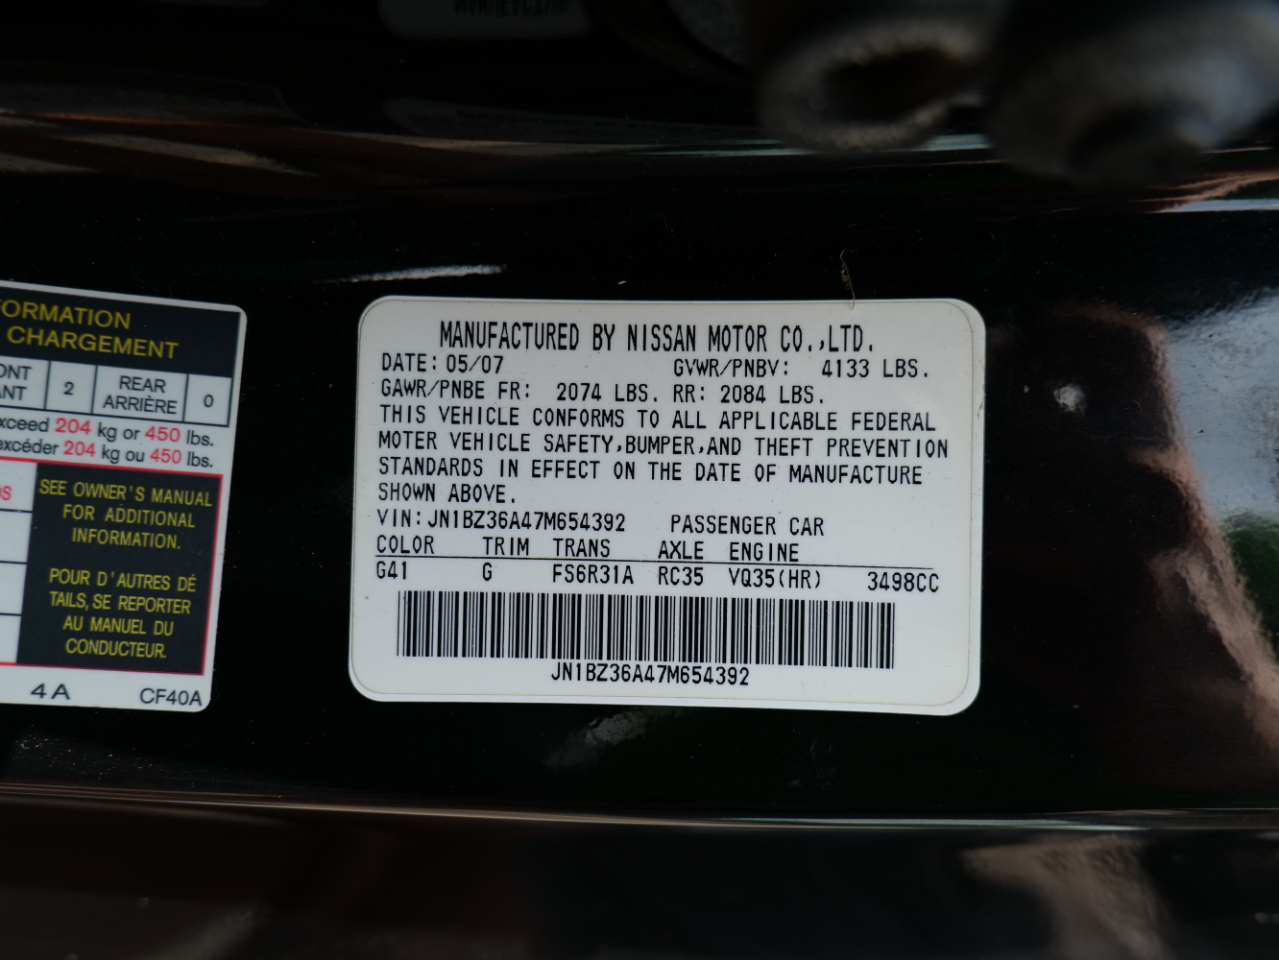 FORMATION
CHARGEMENT
2
REAR
ARRIÈRE
0
204 kg or 450 lbs.
204 kg ou 450 lbs.
SEE OWNER'S MANUAL
FOR ADDITIONAL
INFORMATION.
POUR D'AUTRES DÉ
TAILS, SE REPORTER
AU MANUEL DU
CONDUCTEUR.
4A
CF40A
MANUFACTURED BY NISSAN MOTOR CO.,LTD.
DATE: 05/07 GVWR/PNBV: 4133 LBS.
GAWR/PNBE FR: 2074 LBS. RR: 2084 LBS.
THIS VEHICLE CONFORMS TO ALL APPLICABLE FEDERAL
MOTER VEHICLE SAFETY,BUMPER,AND THEFT PREVENTION
STANDARDS IN EFFECT ON THE DATE OF MANUFACTURE
SHOWN ABOVE.
VIN:JN1BZ36A47M654392 PASSENGER CAR
COLOR TRIM TRANS AXLE ENGINE
G41 G FS6R31A RC35 VQ35(HR) 3498CC
JN1BZ36A47M654392